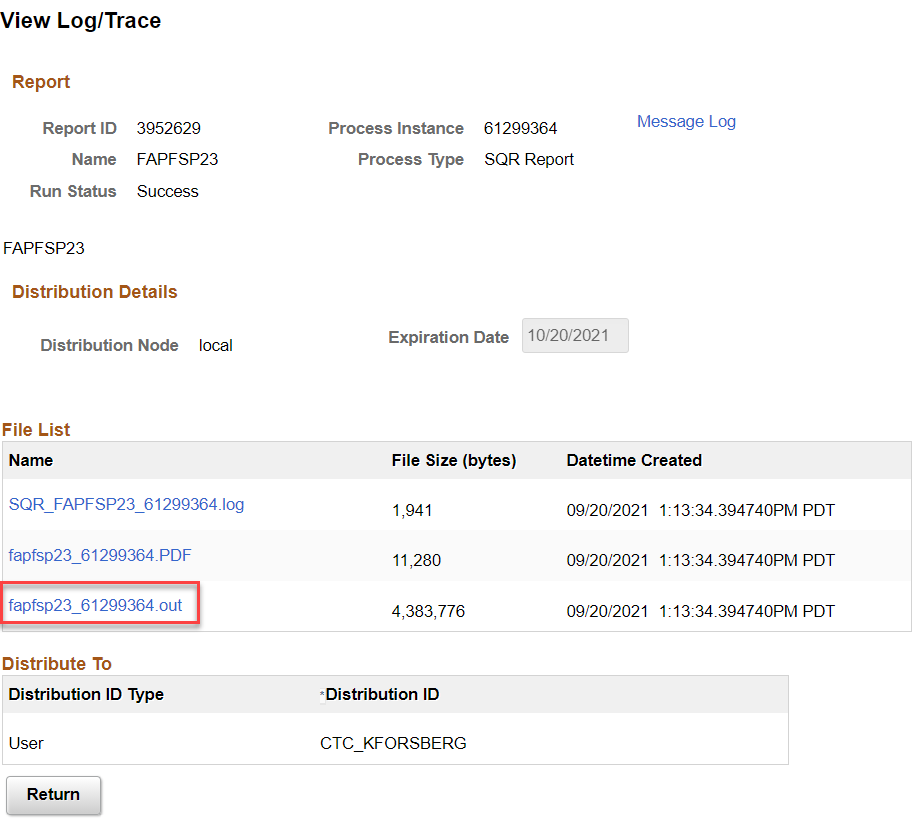 View Log/Trace
Report
Report ID 3952629 Process Instance 61299364 Message Log
Name FAPFSP23 Process Type SQR Report
Run Status Success
FAPFSP23
Distribution Details
Distribution Node local Expiration Date 10/20/2021
File List
Name File Size (bytes) Datetime Created
SQR_FAPFSP23_61299364.log 1,941 09/20/2021 1:13:34.394740PM PDT
fapfsp23_61299364.PDF 11,280 09/20/2021 1:13:34.394740PM PDT
fapfsp23_61299364.out 4,383,776 09/20/2021 1:13:34.394740PM PDT
Distribute To
Distribution ID Type *Distribution ID
User CTC_KFORSBERG
Return